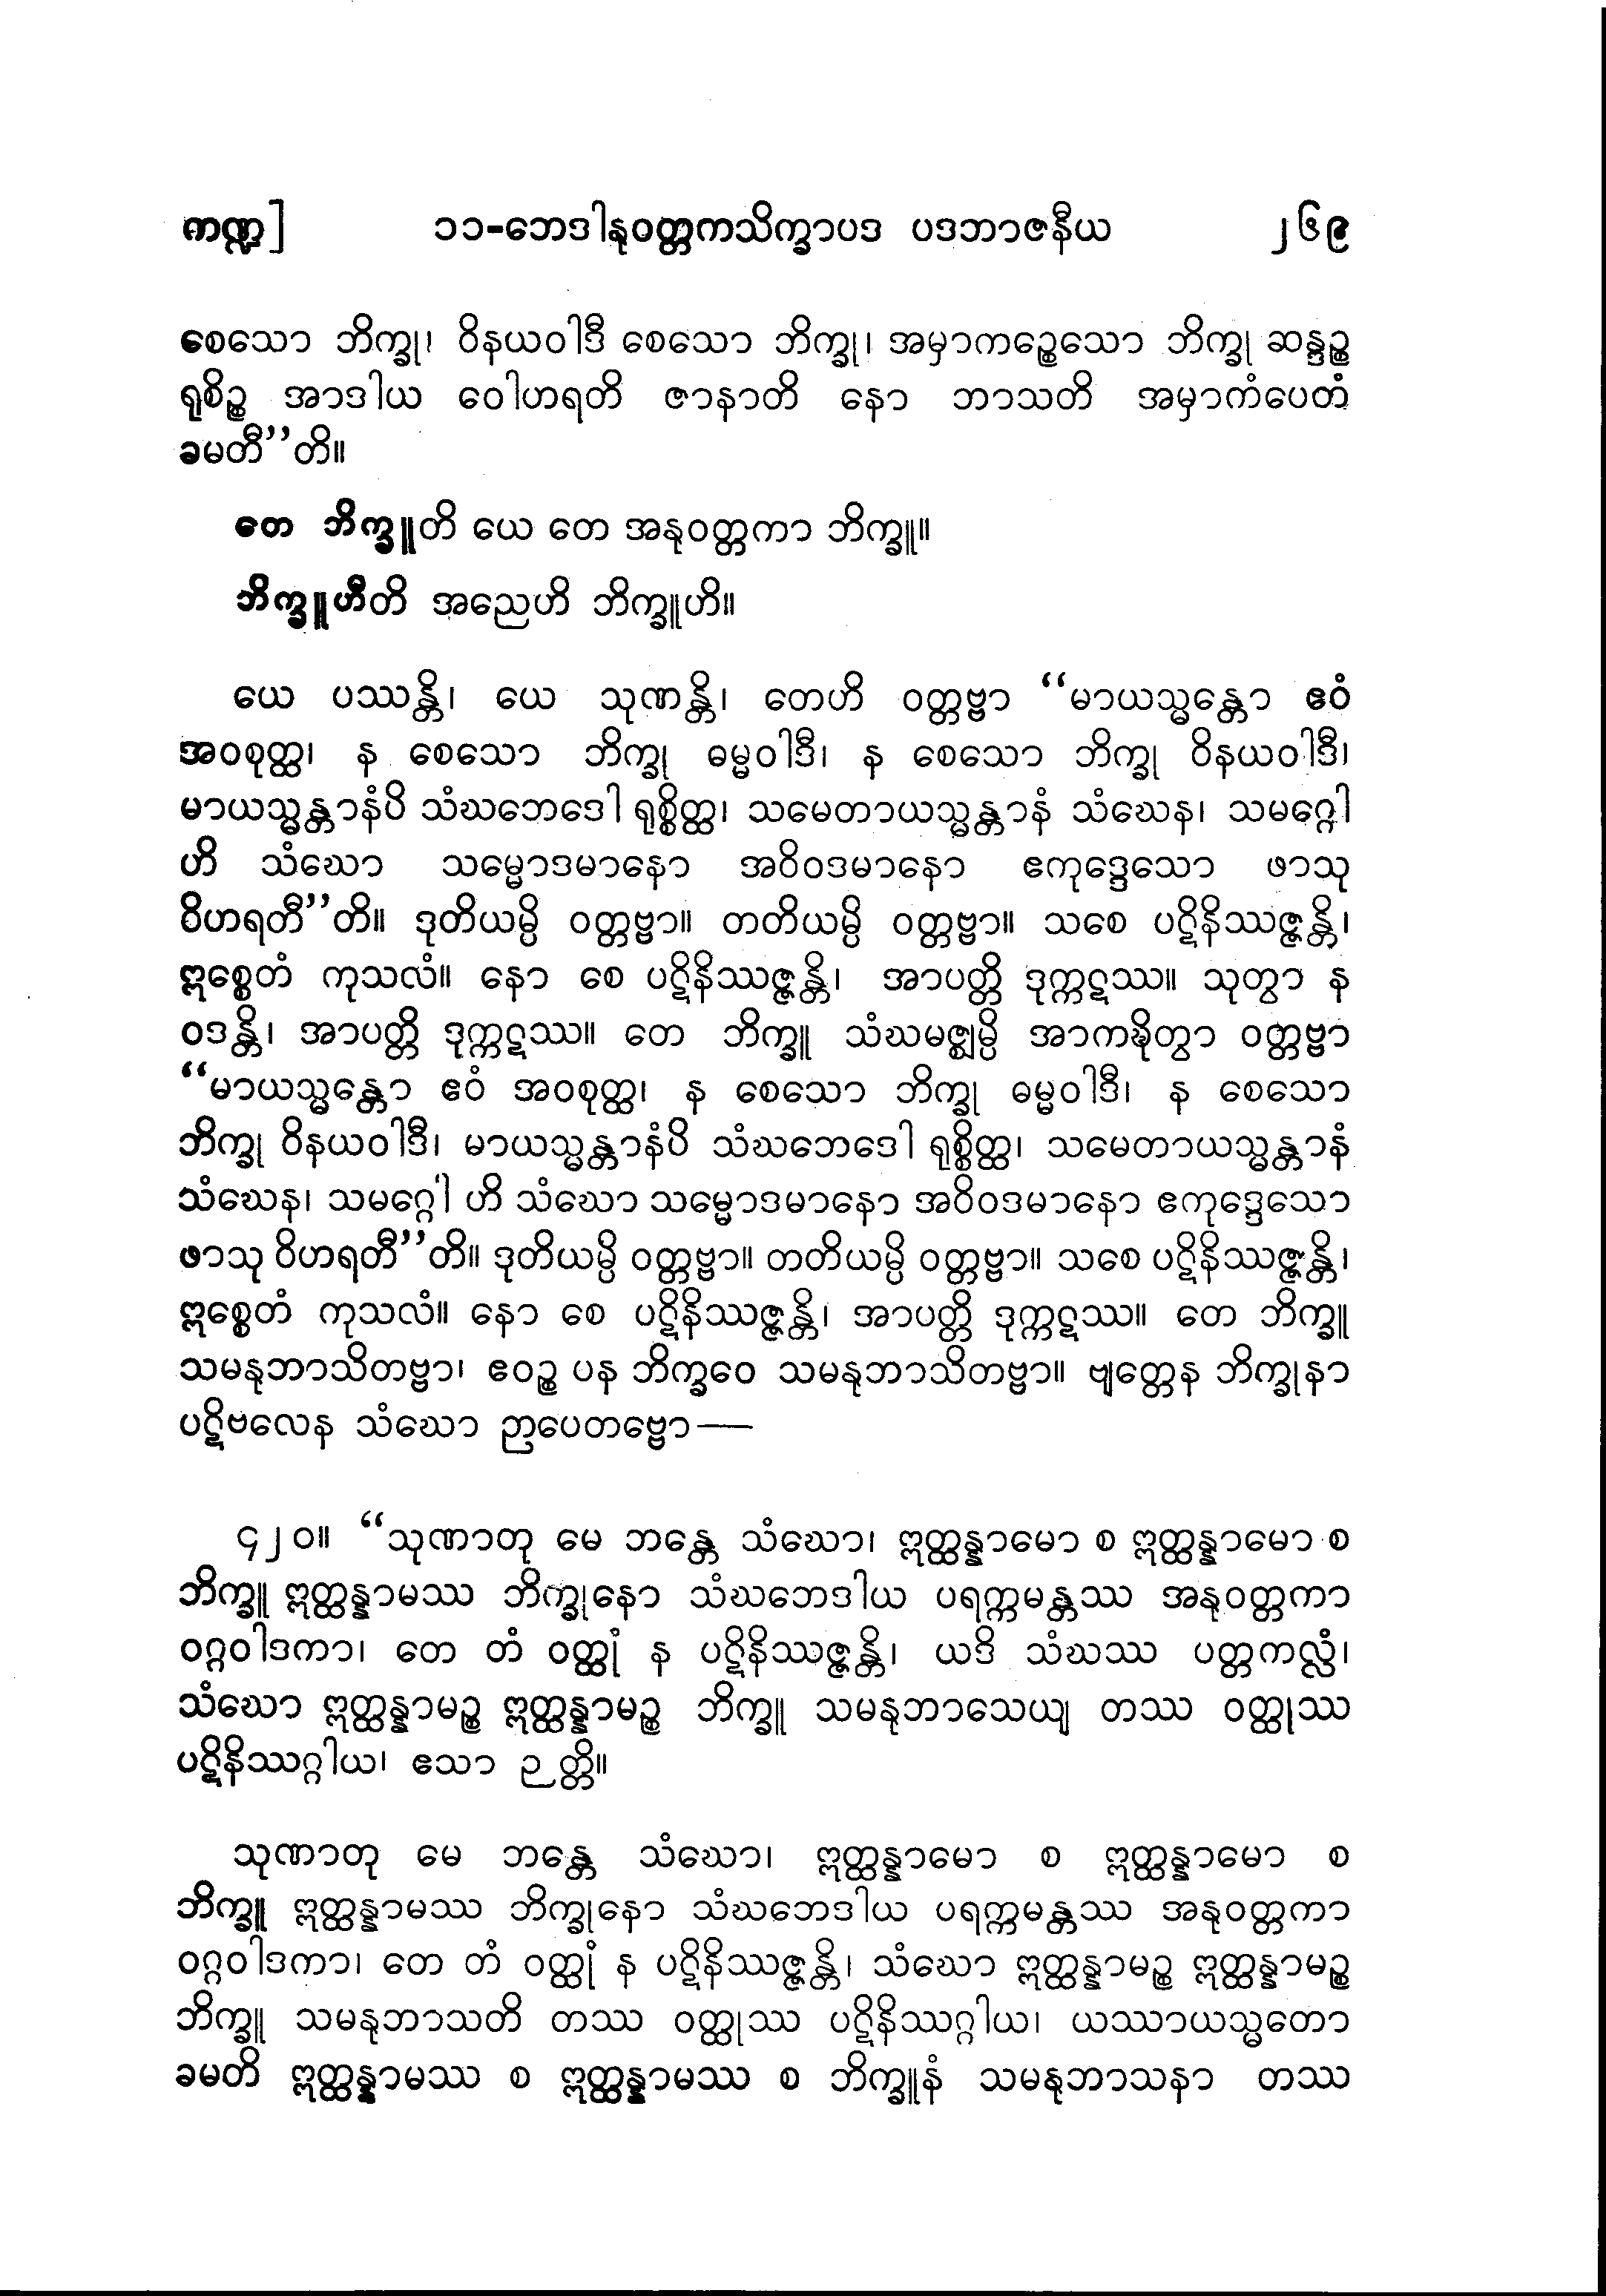 ကဏ္ဍ] ၁၁-ဘေဒါနုဝတ္တကသိက္ခာပဒ ပဒဘာဇနီယ ၂၆၉
စေသော ဘိက္ခု၊ ဝိနယဝါဒီ စေသော ဘိက္ခု၊ အမှာကဉ္စေသော ဘိက္ခု ဆန္ဒဉ္စ
ရုစိဉ္စ အာဒါယ ဝေါဟရတိ ဇာနာတိ နော ဘာသတိ အမှာကံပေတံ
ခမတီ’’တိ။
တေ ဘိက္ခူတိ ယေ တေ အနုဝတ္တကာ ဘိက္ခူ။
ဘိက္ခူဟီတိ အညေဟိ ဘိက္ခူဟိ။
ယေ ပဿန္တိ၊ ယေ သုဏန္တိ၊ တေဟိ ဝတ္တဗ္ဗာ ‘‘မာယသ္မန္တော ဧဝံ
အဝစုတ္ထ၊ န စေသော ဘိက္ခု ဓမ္မဝါဒီ၊ န စေသော ဘိက္ခု ဝိနယဝါဒီ၊
မာယသ္မန္တာနံပိ သံဃဘေဒေါ ရုစ္စိတ္ထ၊ သမေတာယသ္မန္တာနံ သံဃေန၊ သမဂ္ဂေါ
ဟိ သံဃော သမ္မောဒမာနော အဝိဝဒမာနော ဧကုဒ္ဒေသော ဖာသု
ဝိဟရတီ’’တိ။ ဒုတိယမ္ပိ ဝတ္တဗ္ဗာ။ တတိယမ္ပိ ဝတ္တဗ္ဗာ။ သစေ ပဋိနိဿဇ္ဇန္တိ၊
ဣစ္စေတံ ကုသလံ။ နော စေ ပဋိနိဿဇ္ဇန္တိ၊ အာပတ္တိ ဒုက္ကဋဿ။ သုတွာ န
ဝဒန္တိ၊ အာပတ္တိ ဒုက္ကဋဿ။ တေ ဘိက္ခူ သံဃမဇ္ဈမ္ပိ အာကဍ္ဎိတွာ ဝတ္တဗ္ဗာ
‘‘မာယသ္မန္တော ဧဝံ အဝစုတ္ထ၊ န စေသော ဘိက္ခု ဓမ္မဝါဒီ၊ န စေသော
ဘိက္ခု ဝိနယဝါဒီ၊ မာယသ္မန္တာနံပိ သံဃဘေဒေါ ရုစ္စိတ္ထ၊ သမေတာယသ္မန္တာနံ
သံဃေန၊ သမဂ္ဂေါ ဟိ သံဃော သမ္မောဒမာနော အဝိဝဒမာနော ဧကုဒ္ဒေသော
ဖာသု ဝိဟရတီ’’တိ။ ဒုတိယမ္ပိ ဝတ္တဗ္ဗာ။ တတိယမ္ပိ ဝတ္တဗ္ဗာ။ သစေ ပဋိနိဿဇ္ဇန္တိ၊
ဣစ္စေတံ ကုသလံ။ နော စေ ပဋိနိဿဇ္ဇန္တိ၊ အာပတ္တိ ဒုက္ကဋဿ။ တေ ဘိက္ခူ
သမနုဘာသိတဗ္ဗာ၊ ဧဝဉ္စ ပန ဘိက္ခဝေ သမနုဘာသိတဗ္ဗာ။ ဗျတ္တေန ဘိက္ခုနာ
ပဋိဗလေန သံဃော ဉာပေတဗ္ဗော—
၄၂၀။ ‘‘သုဏာတု မေ ဘန္တေ သံဃော၊ ဣတ္ထန္နာမော စ ဣတ္ထန္နာမော စ
ဘိက္ခူ ဣတ္ထန္နာမဿ ဘိက္ခုနော သံဃဘေဒါယ ပရက္ကမန္တဿ အနုဝတ္တကာ
ဝဂ္ဂဝါဒကာ၊ တေ တံ ဝတ္ထုံ န ပဋိနိဿဇ္ဇန္တိ၊ ယဒိ သံဃဿ ပတ္တကလ္လံ၊
သံဃော ဣတ္ထန္နာမဉ္စ ဣတ္ထန္နာမဉ္စ ဘိက္ခူ သမနုဘာသေယျ တဿ ဝတ္ထုဿ
ပဋိနိဿဂ္ဂါယ၊ ဧသာ ဉတ္တိ။
သုဏာတု မေ ဘန္တေ သံဃော၊ ဣတ္ထန္နာမော စ ဣတ္ထန္နာမော စ
ဘိက္ခူ ဣတ္ထန္နာမဿ ဘိက္ခုနော သံဃဘေဒါယ ပရက္ကမန္တဿ အနုဝတ္တကာ
ဝဂ္ဂဝါဒကာ၊ တေ တံ ဝတ္ထုံ န ပဋိနိဿဇ္ဇန္တိ၊ သံဃော ဣတ္ထန္နာမဉ္စ ဣတ္ထန္နာမဉ္စ
ဘိက္ခူ သမနုဘာသတိ တဿ ဝတ္ထုဿ ပဋိနိဿဂ္ဂါယ၊ ယဿာယသ္မတော
ခမတိ ဣတ္ထန္နာမဿ စ ဣတ္ထန္နာမဿ စ ဘိက္ခူနံ သမနုဘာသနာ တဿ